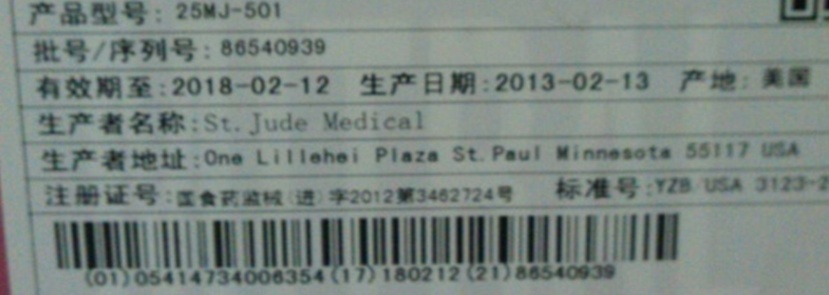 产品型号: 25MJ-501
批号/序列号: 86540939
有效期至:2018-02-12 生产日期:2013-02-13 产地: 美国
生产者名称:St.Jude Medical
生产者地址:One Lillehei Plaza St.Paul Minnesota 55117 USA
注册证号:国食药监械(进)字2012第3462724号 标准号:YZB/USA 3123-2
(01)05414734006354(17)180212(21)86540939